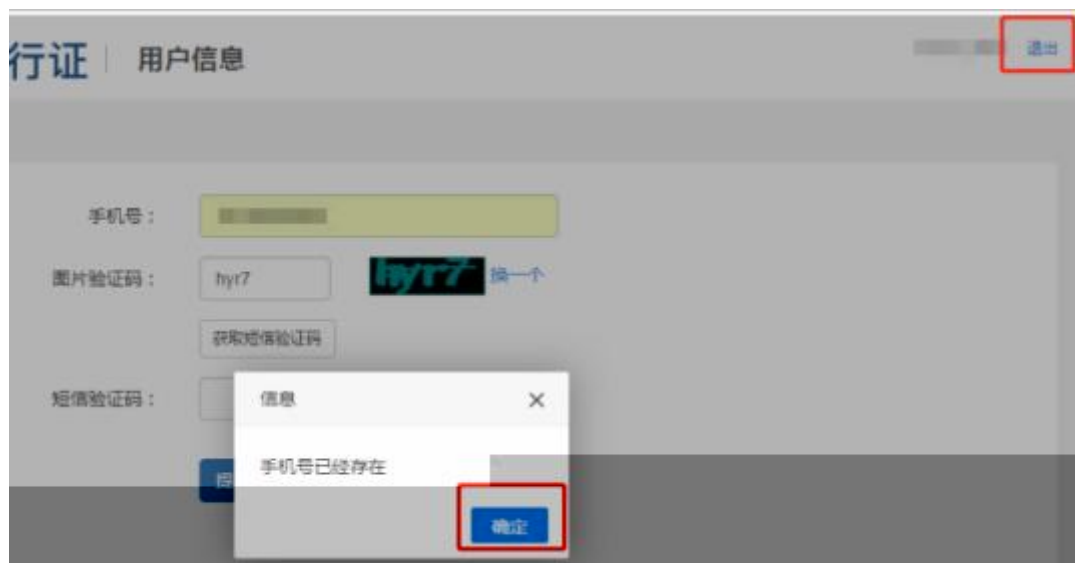 行证 用户信息 退出
手机号：
图片验证码： hyr7 hyr7 换一个
获取短信验证码
短信验证码：
信息 ×
手机号已经存在
确定